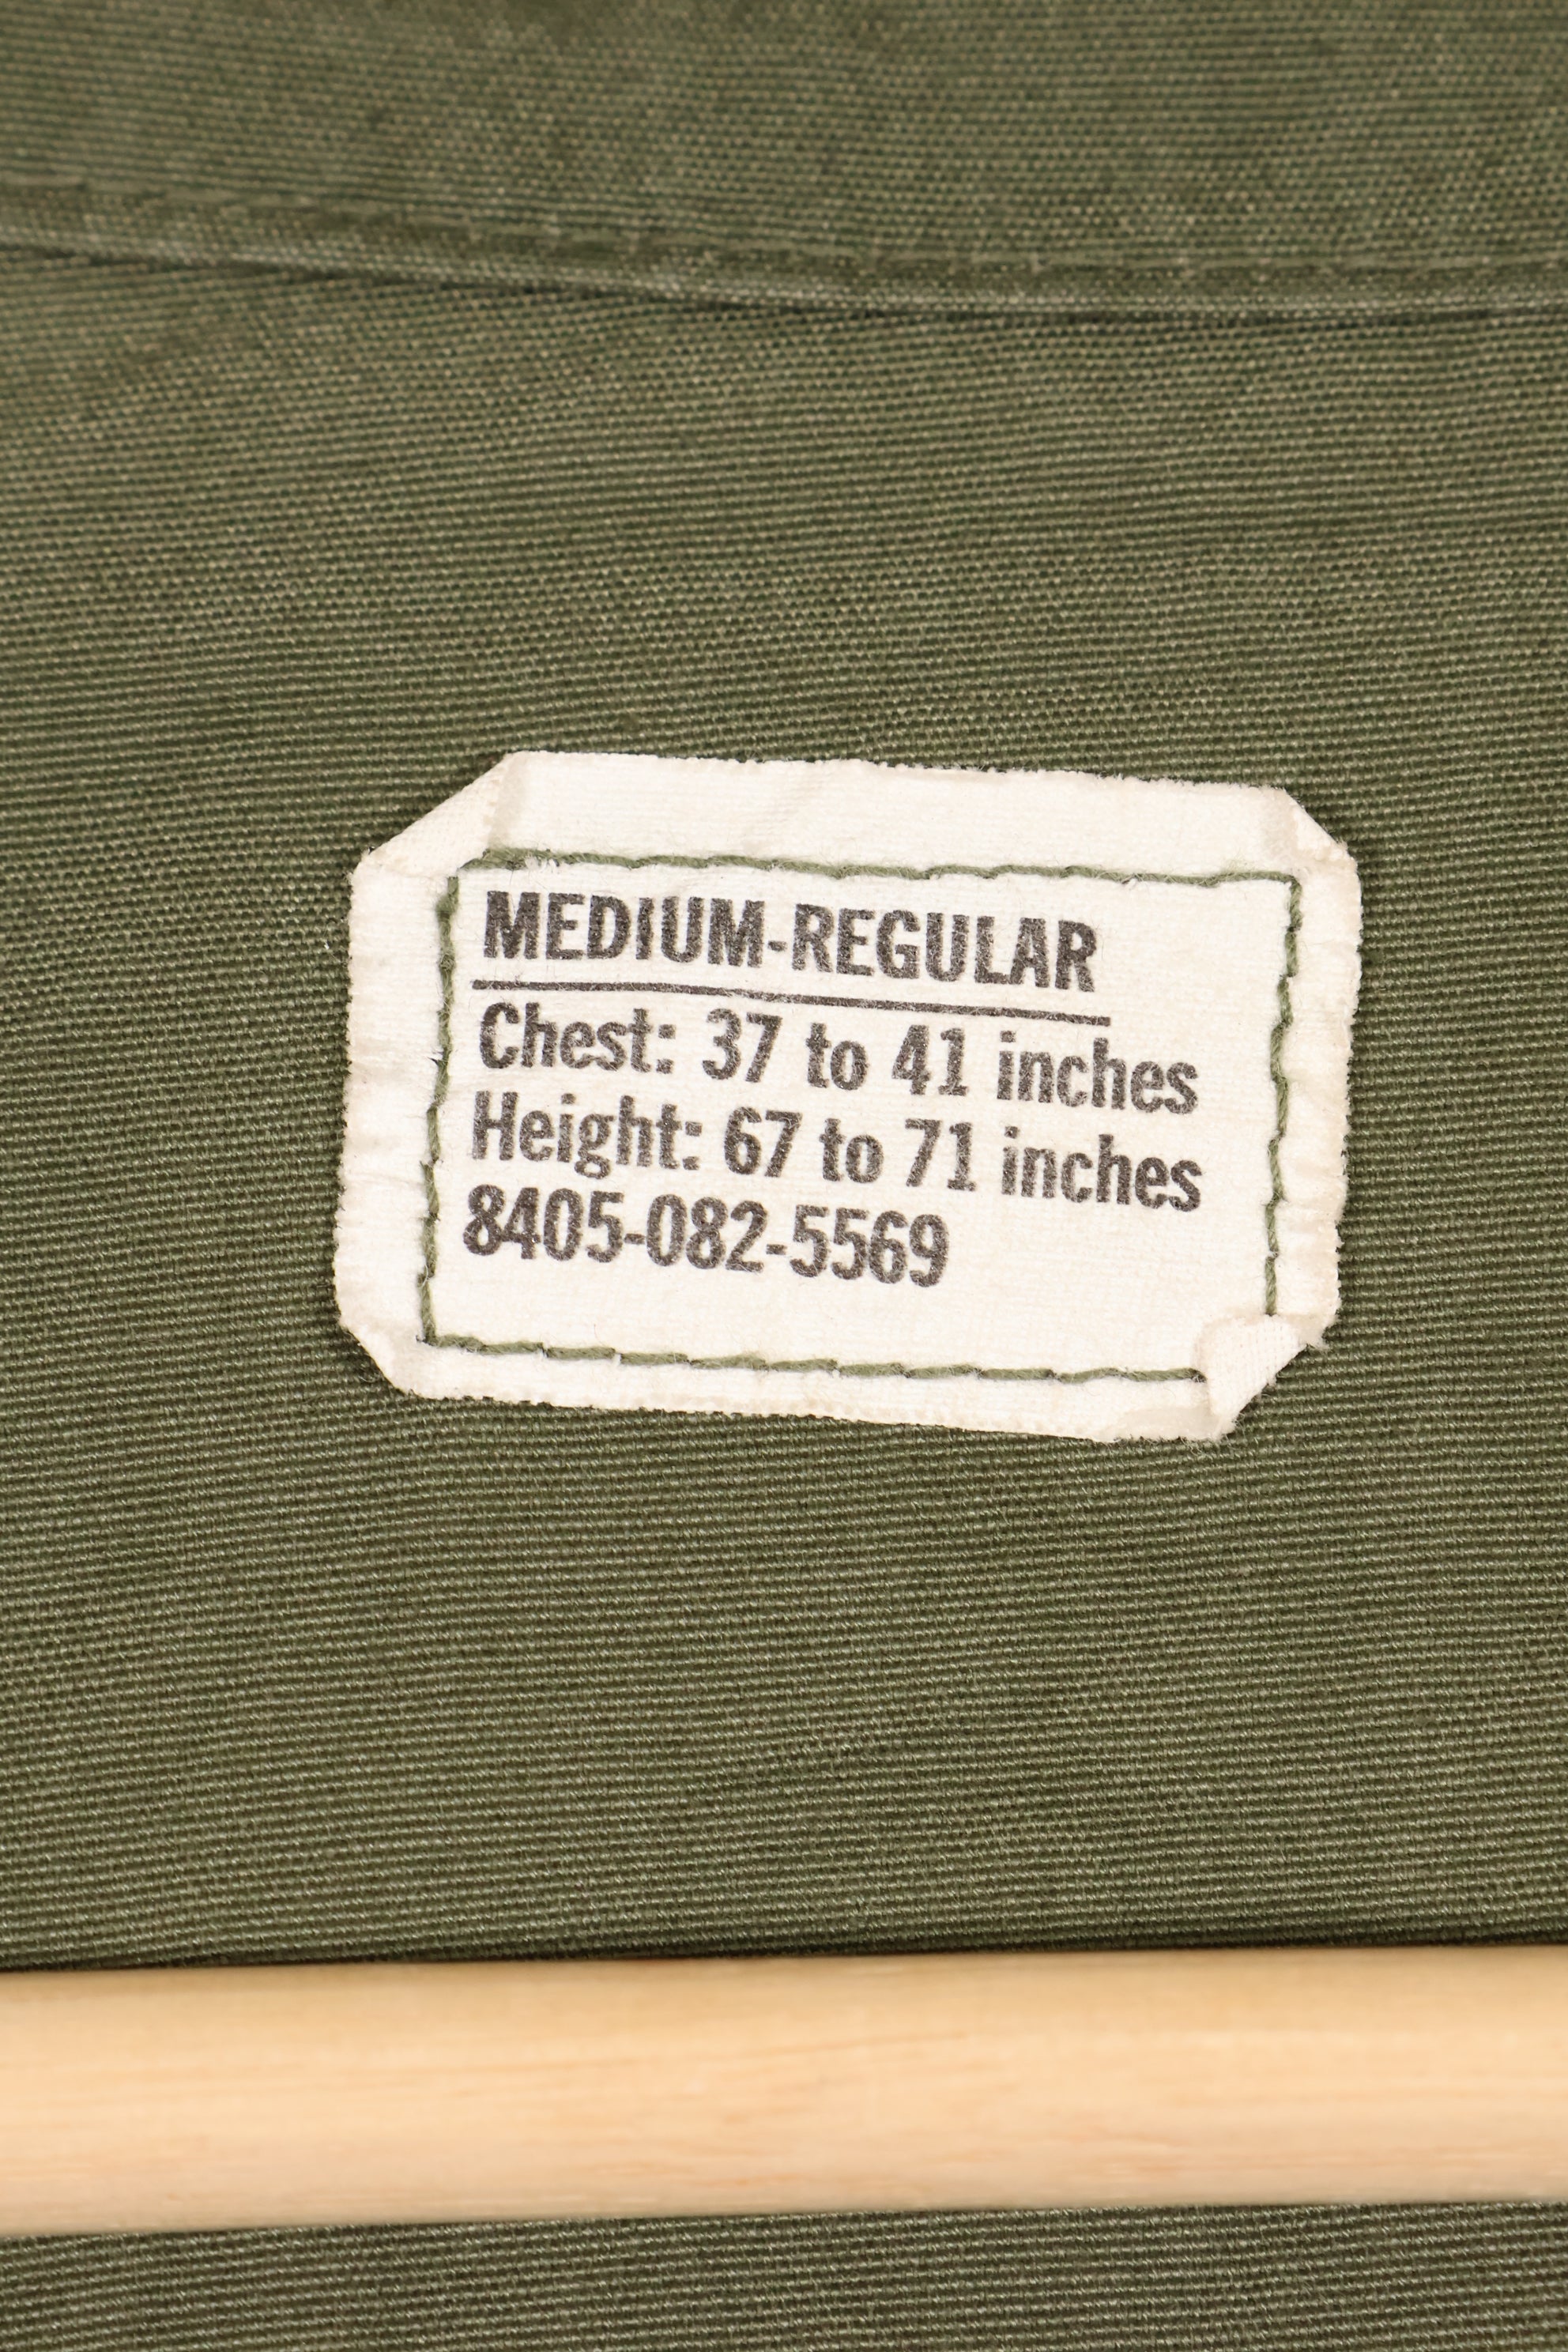 MEDIUM-REGULAR
Chest: 37 to 41 inches
Height: 67 to 71 inches
8405-082-5569